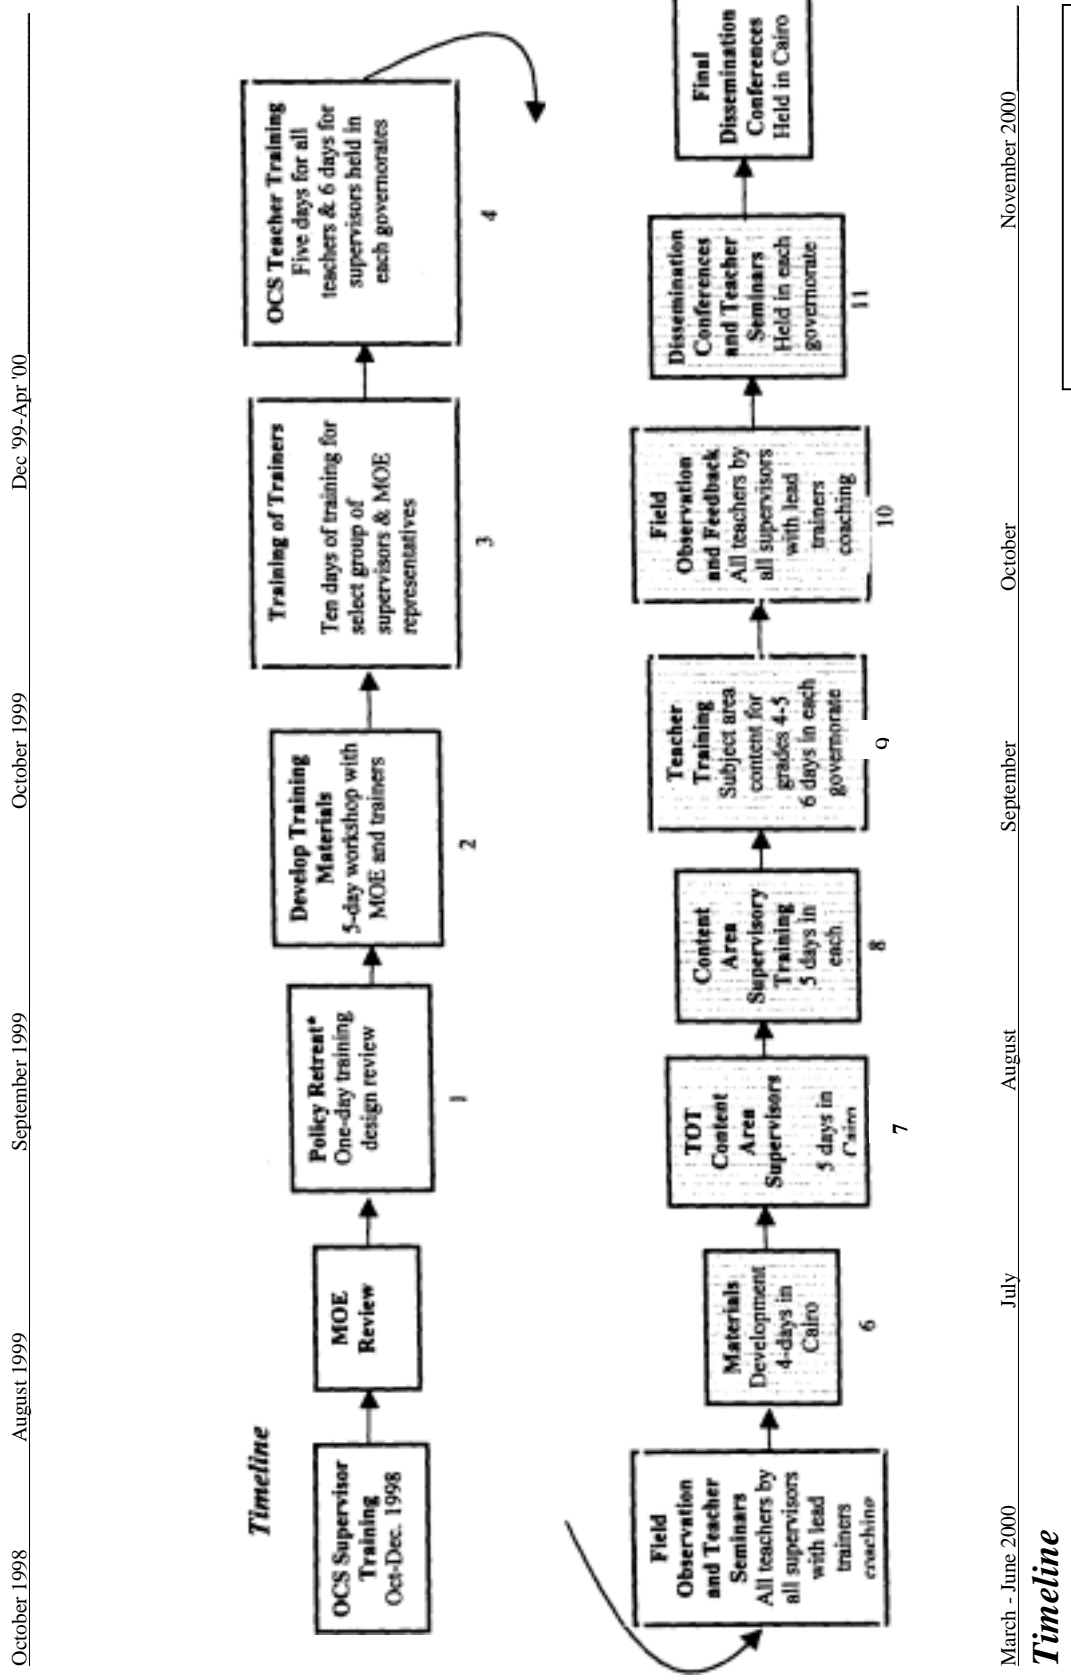 October 1998 August 1999 September 1999 October 1999 Dec '99-Apr '00
Timeline
OCS Supervisor
Training
Oct-Dec. 1998
MOE
Review
Policy Retreat*
One-day training
design review
1
Develop Training
Materials
5-day workshop with
MOE and trainers
2
Training of Trainers
Ten days of training for
select group of
supervisors & MOE
representatives
3
OCS Teacher Training
Five days for all
teachers & 6 days for
supervisors held in
each governorates
4
Field
Observation
and Teacher
Seminars
All teachers by
all supervisors
with lead
trainers
coaching
Materials
Development
4-days in
Cairo
6
TOT
Content
Area
Supervisors
5 days in
Cairo
7
Content
Area
Supervisory
Training
5 days in
each
8
Teacher
Training
Subject area
content for
grades 4-5
6 days in each
governorate
9
Field
Observation
and Feedback
All teachers by
all supervisors
with lead
trainers
coaching
10
Dissemination
Conferences
and Teacher
Seminars
Held in each
governorate
11
Final
Dissemination
Conferences
Held in Cairo
March - June 2000 July August September October November 2000
Timeline